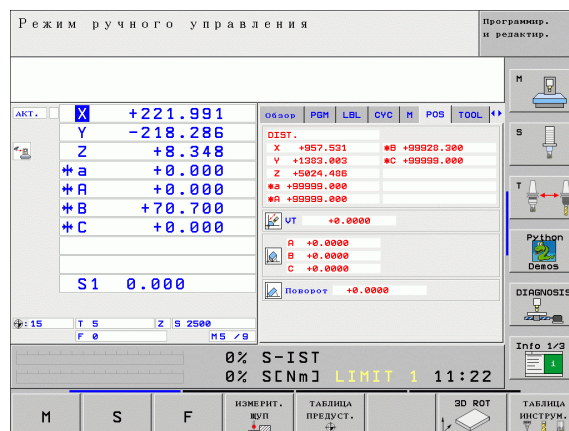 Режим ручного управления
Программир.
и редактир.
АКТ.
X +221.991
Y -218.286
Z +8.348
a +0.000
A +0.000
B +70.700
C +0.000
S1 0.000
:15 T 5 Z S 2500
F 0 M5 /9
Обзор PGM LBL CYC M POS TOOL
DIST.
X +957.531 *B +99928.300
Y +1383.003 *C +99999.000
Z +5024.486
*a +99999.000
*A +99999.000
VT +0.0000
A +0.0000
B +0.0000
C +0.0000
Поворот +0.0000
0% S-IST
0% S[Nm] LIMIT 1 11:22
M
S
T
Python
Demos
DIAGNOSIS
Info 1/3
M
S
F
ИЗМЕРИТ.
ЩУП
ТАБЛИЦА
ПРЕДУСТ.
3D ROT
ТАБЛИЦА
ИНСТРУМ.